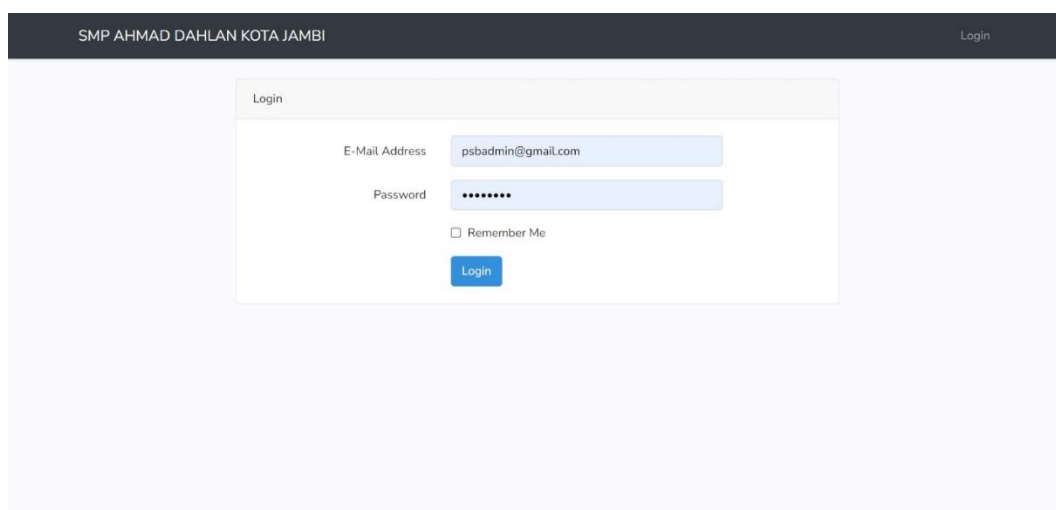 SMP AHMAD DAHLAN KOTA JAMBI Login
Login
E-Mail Address psbadmin@gmail.com
Password ••••••••
Remember Me
Login